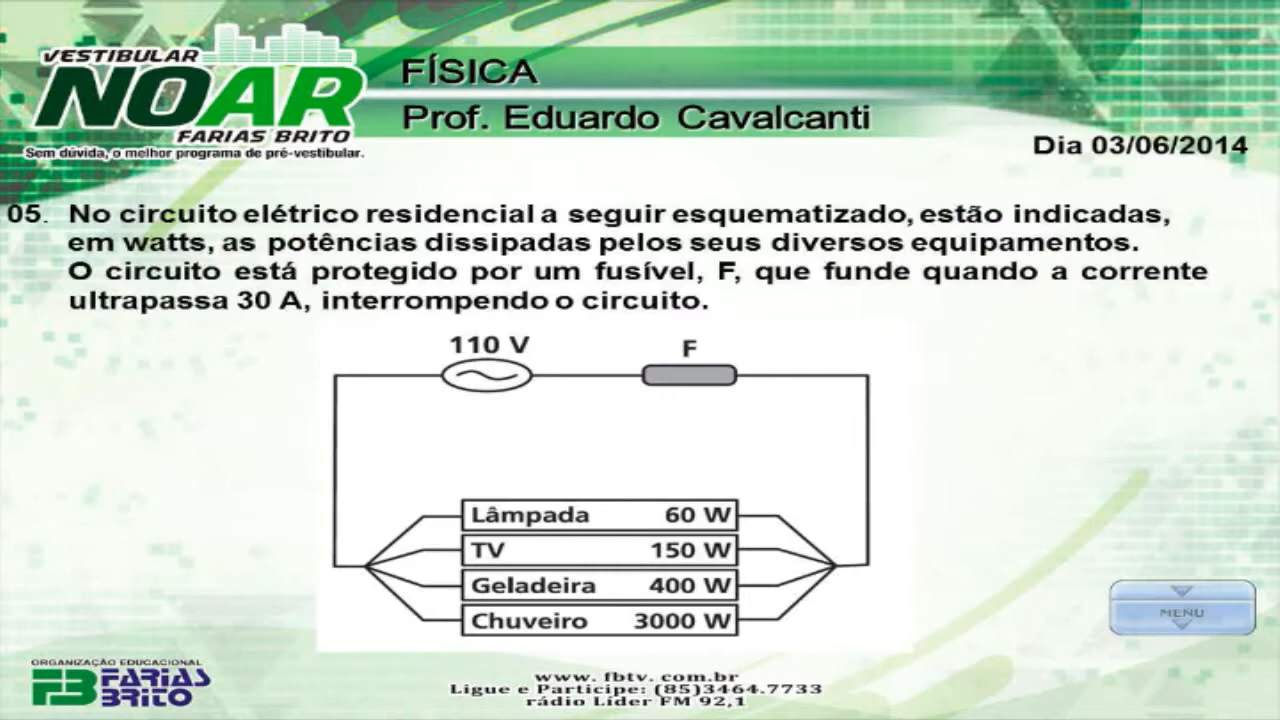 VESTIBULAR
NOAR
FARIAS BRITO
Sem dúvida, o melhor programa de pré-vestibular.
FÍSICA
Prof. Eduardo Cavalcanti
Dia 03/06/2014
05. No circuito elétrico residencial a seguir esquematizado, estão indicadas,
em watts, as potências dissipadas pelos seus diversos equipamentos.
O circuito está protegido por um fusível, F, que funde quando a corrente
ultrapassa 30 A, interrompendo o circuito.
110 V
F
Lâmpada 60 W
TV 150 W
Geladeira 400 W
Chuveiro 3000 W
MENU
ORGANIZAÇÃO EDUCACIONAL
FB FARIAS
BRITO
www. fbtv. com.br
Ligue e Participe: (85)3464.7733
rádio Líder FM 92,1